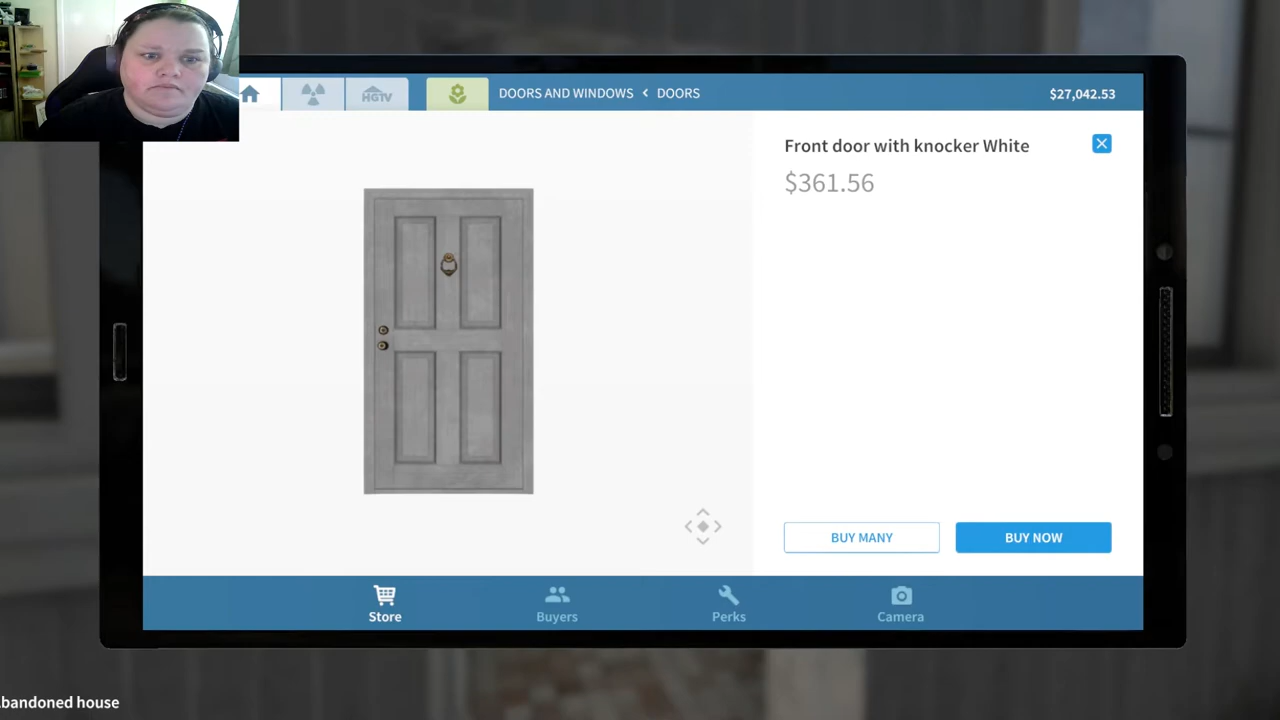 HGTV
DOORS AND WINDOWS < DOORS
$27,042.53
Front door with knocker White
$361.56
BUY MANY
BUY NOW
Store
Buyers
Perks
Camera
bandoned house